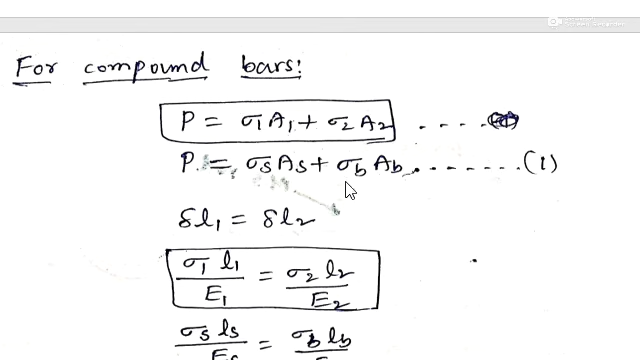 For compound bars:
P = σ1A1 + σ2A2 ....
P. = σsAs + σbAb. ....... (1)
δl1 = δl2
σ1 l1 / E1 = σ2 l2 / E2
σs ls / Es = σb lb /